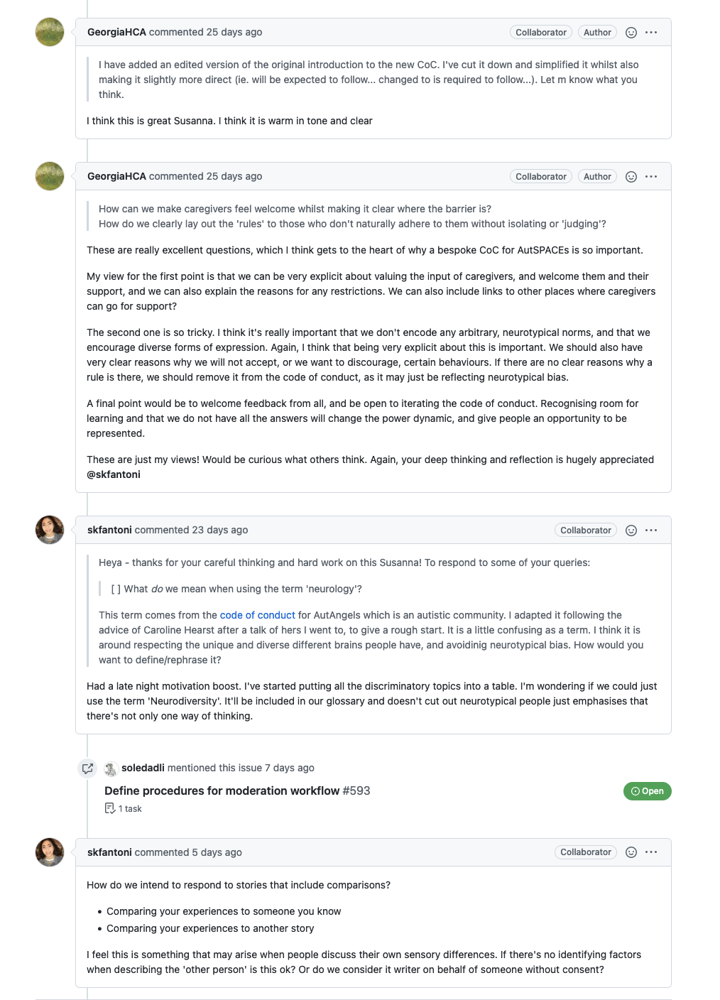 GeorgiaHCA commented 25 days ago Collaborator Author
I have added an edited version of the original introduction to the new CoC. I've cut it down and simplified it whilst also
making it slightly more direct (ie. will be expected to follow... changed to is required to follow...). Let m know what you
think.
I think this is great Susanna. I think it is warm in tone and clear
GeorgiaHCA commented 25 days ago Collaborator Author
How can we make caregivers feel welcome whilst making it clear where the barrier is?
How do we clearly lay out the 'rules' to those who don't naturally adhere to them without isolating or 'judging'?
These are really excellent questions, which I think gets to the heart of why a bespoke CoC for AutSPACEs is so important.
My view for the first point is that we can be very explicit about valuing the input of caregivers, and welcome them and their
support, and we can also explain the reasons for any restrictions. We can also include links to other places where caregivers
can go for support?
The second one is so tricky. I think it's really important that we don't encode any arbitrary, neurotypical norms, and that we
encourage diverse forms of expression. Again, I think that being very explicit about this is important. We should also have
very clear reasons why we will not accept, or we want to discourage, certain behaviours. If there are no clear reasons why a
rule is there, we should remove it from the code of conduct, as it may just be reflecting neurotypical bias.
A final point would be to welcome feedback from all, and be open to iterating the code of conduct. Recognising room for
learning and that we do not have all the answers will change the power dynamic, and give people an opportunity to be
represented.
These are just my views! Would be curious what others think. Again, your deep thinking and reflection is hugely appreciated
@skfantoni
skfantoni commented 23 days ago Collaborator
Heya - thanks for your careful thinking and hard work on this Susanna! To respond to some of your queries:
[ ] What do we mean when using the term 'neurology'?
This term comes from the code of conduct for AutAngels which is an autistic community. I adapted it following the
advice of Caroline Hearst after a talk of hers I went to, to give a rough start. It is a little confusing as a term. I think it is
around respecting the unique and diverse different brains people have, and avoidinig neurotypical bias. How would you
want to define/rephrase it?
Had a late night motivation boost. I've started putting all the discriminatory topics into a table. I'm wondering if we could just
use the term 'Neurodiversity'. It'll be included in our glossary and doesn't cut out neurotypical people just emphasises that
there's not only one way of thinking.
soledadli mentioned this issue 7 days ago
Define procedures for moderation workflow #593 Open
1 task
skfantoni commented 5 days ago Collaborator
How do we intend to respond to stories that include comparisons?
• Comparing your experiences to someone you know
• Comparing your experiences to another story
I feel this is something that may arise when people discuss their own sensory differences. If there's no identifying factors
when describing the 'other person' is this ok? Or do we consider it writer on behalf of someone without consent?